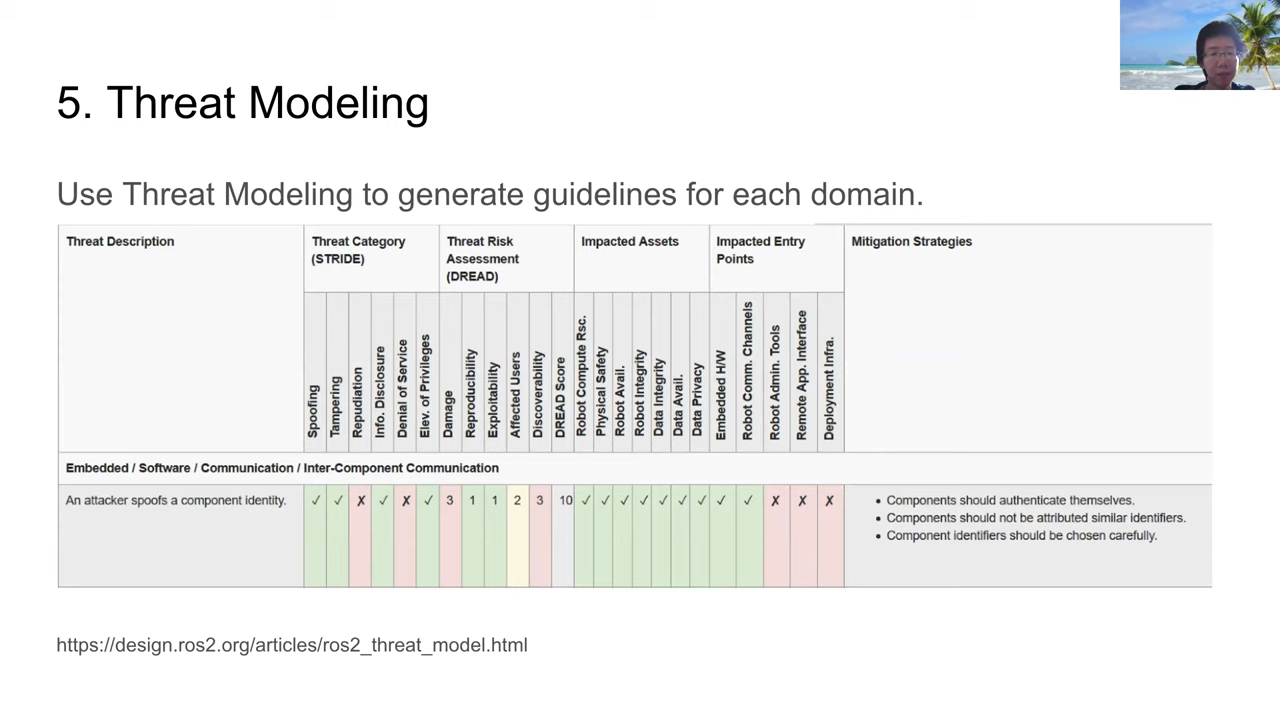 5. Threat Modeling
Use Threat Modeling to generate guidelines for each domain.
Threat Description
Threat Category
(STRIDE)
Threat Risk
Assessment
(DREAD)
Impacted Assets
Impacted Entry
Points
Mitigation Strategies
Spoofing
Tampering
Repudiation
Info. Disclosure
Denial of Service
Elev. of Privileges
Damage
Reproducibility
Exploitability
Affected Users
Discoverability
DREAD Score
Robot Compute Rsc.
Physical Safety
Robot Avail.
Robot Integrity
Data Integrity
Data Avail.
Data Privacy
Embedded H/W
Robot Comm. Channels
Robot Admin. Tools
Remote App. Interface
Deployment Infra.
Embedded / Software / Communication / Inter-Component Communication
An attacker spoofs a component identity. ✓ ✓ ✗ ✓ ✗ ✓ 3 1 1 2 3 10 ✓ ✓ ✓ ✓ ✓ ✓ ✓ ✓ ✓ ✗ ✗ ✗
• Components should authenticate themselves.
• Components should not be attributed similar identifiers.
• Component identifiers should be chosen carefully.
https://design.ros2.org/articles/ros2_threat_model.html